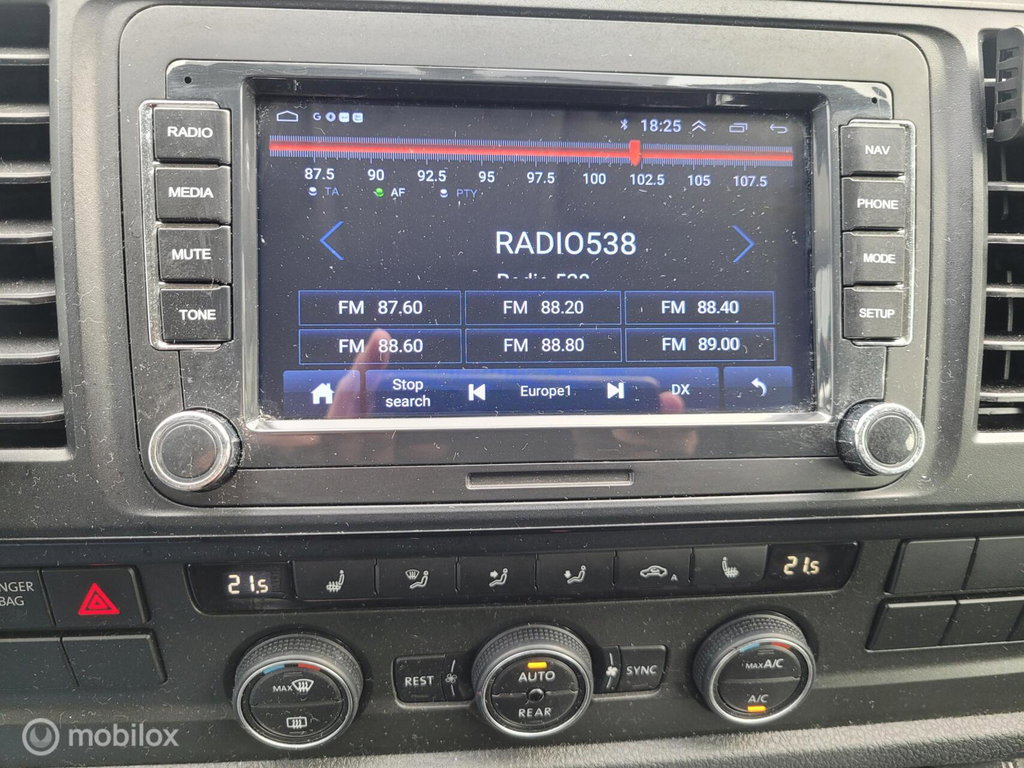 G
18:25
RADIO
NAV
87.5 90 92.5 95 97.5 100 102.5 105 107.5
TA AF PTY
MEDIA
PHONE
RADIO538
MUTE
MODE
FM 87.60 FM 88.20 FM 88.40
TONE
SETUP
FM 88.60 FM 88.80 FM 89.00
Stop
search
Europe1
DX
21.5
21.5
A
NGER
BAG
MAX
REST
AUTO
REAR
SYNC
MAX A/C
A/C
mobilox